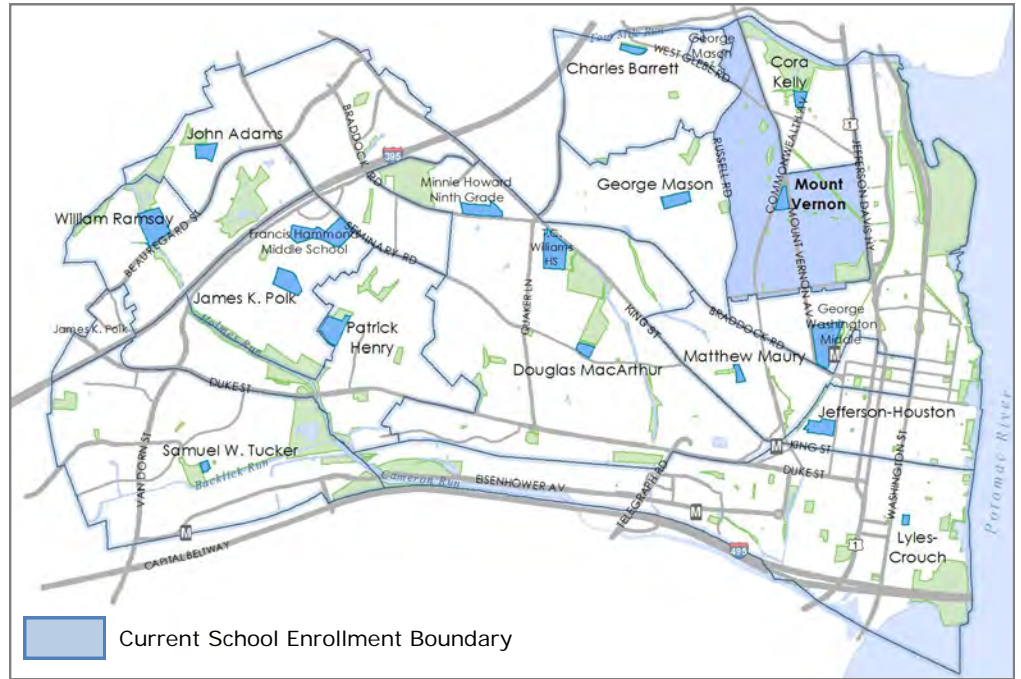 Four Mile Run
George
Mason
WEST GLEBE RD
Charles Barrett
Cora
Kelly
COMMONWEALTH AV
1
JEFFERSON DAVIS HY
John Adams
BRADDOCK RD
395
Minnie Howard
Ninth Grade
George Mason
RUSSELL RD
Mount
Vernon
MOUNT VERNON AV
William Ramsay
BEAUREGARD ST
Francis Hammond
Middle School
SEMINARY RD
T.C.
Williams
HS
James K. Polk
QUAKER LN
KING ST
BRADDOCK RD
George
Washington
Middle
M
James K. Polk
Holmes Run
Patrick
Henry
Douglas MacArthur
Matthew Maury
DUKE ST
Jefferson-Houston
Samuel W. Tucker
Backlick Run
VAN DORN ST
Cameron Run
EISENHOWER AV
TELEGRAPH RD
M
KING ST
DUKE ST
WASHINGTON ST
Potomac River
M
M
CAPITAL BELTWAY
495
1
Lyles-
Crouch
Current School Enrollment Boundary